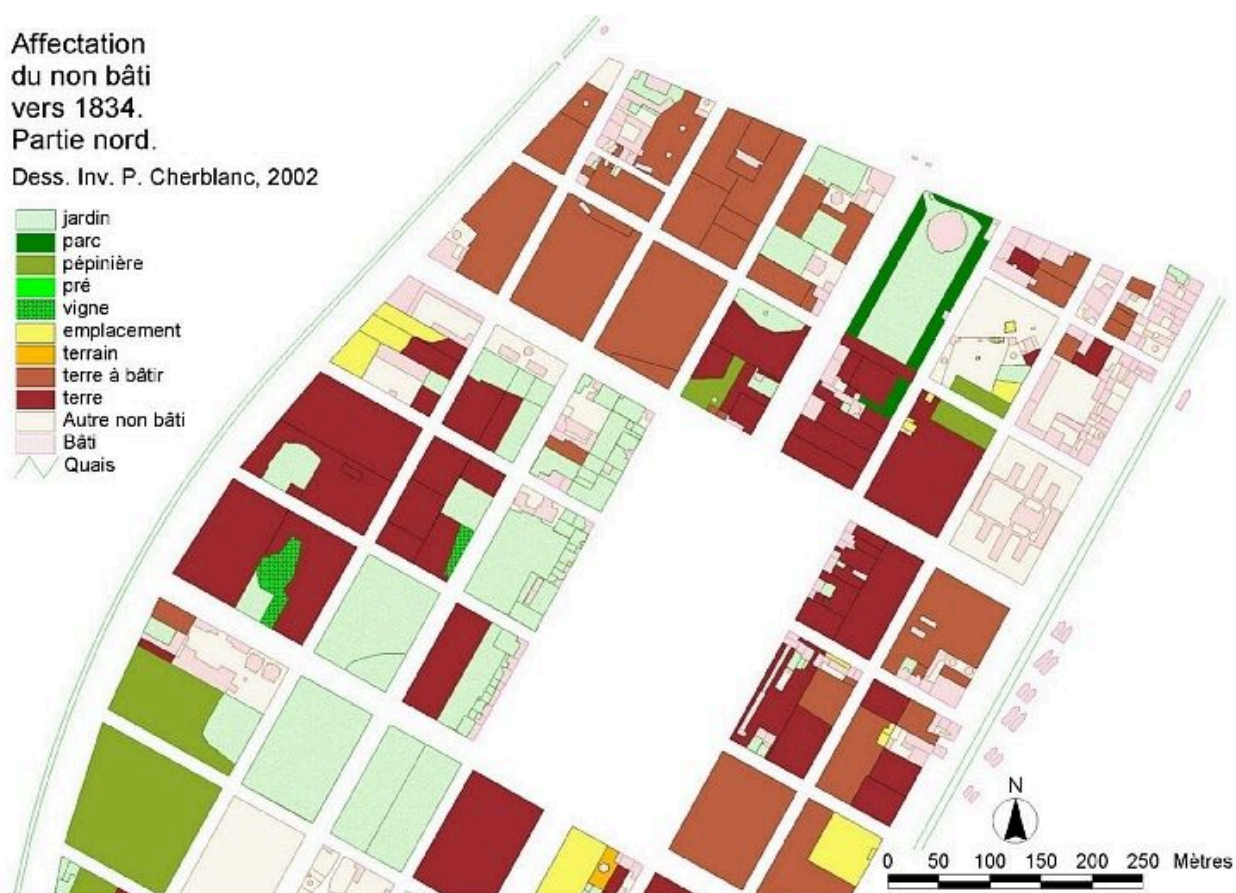 Affectation
du non bâti
vers 1834.
Partie nord.
Dess. Inv. P. Cherblanc, 2002
jardin
parc
pépinière
pré
vigne
emplacement
terrain
terre à bâtir
terre
Autre non bâti
Bâti
Quais
N
0 50 100 150 200 250 Mètres